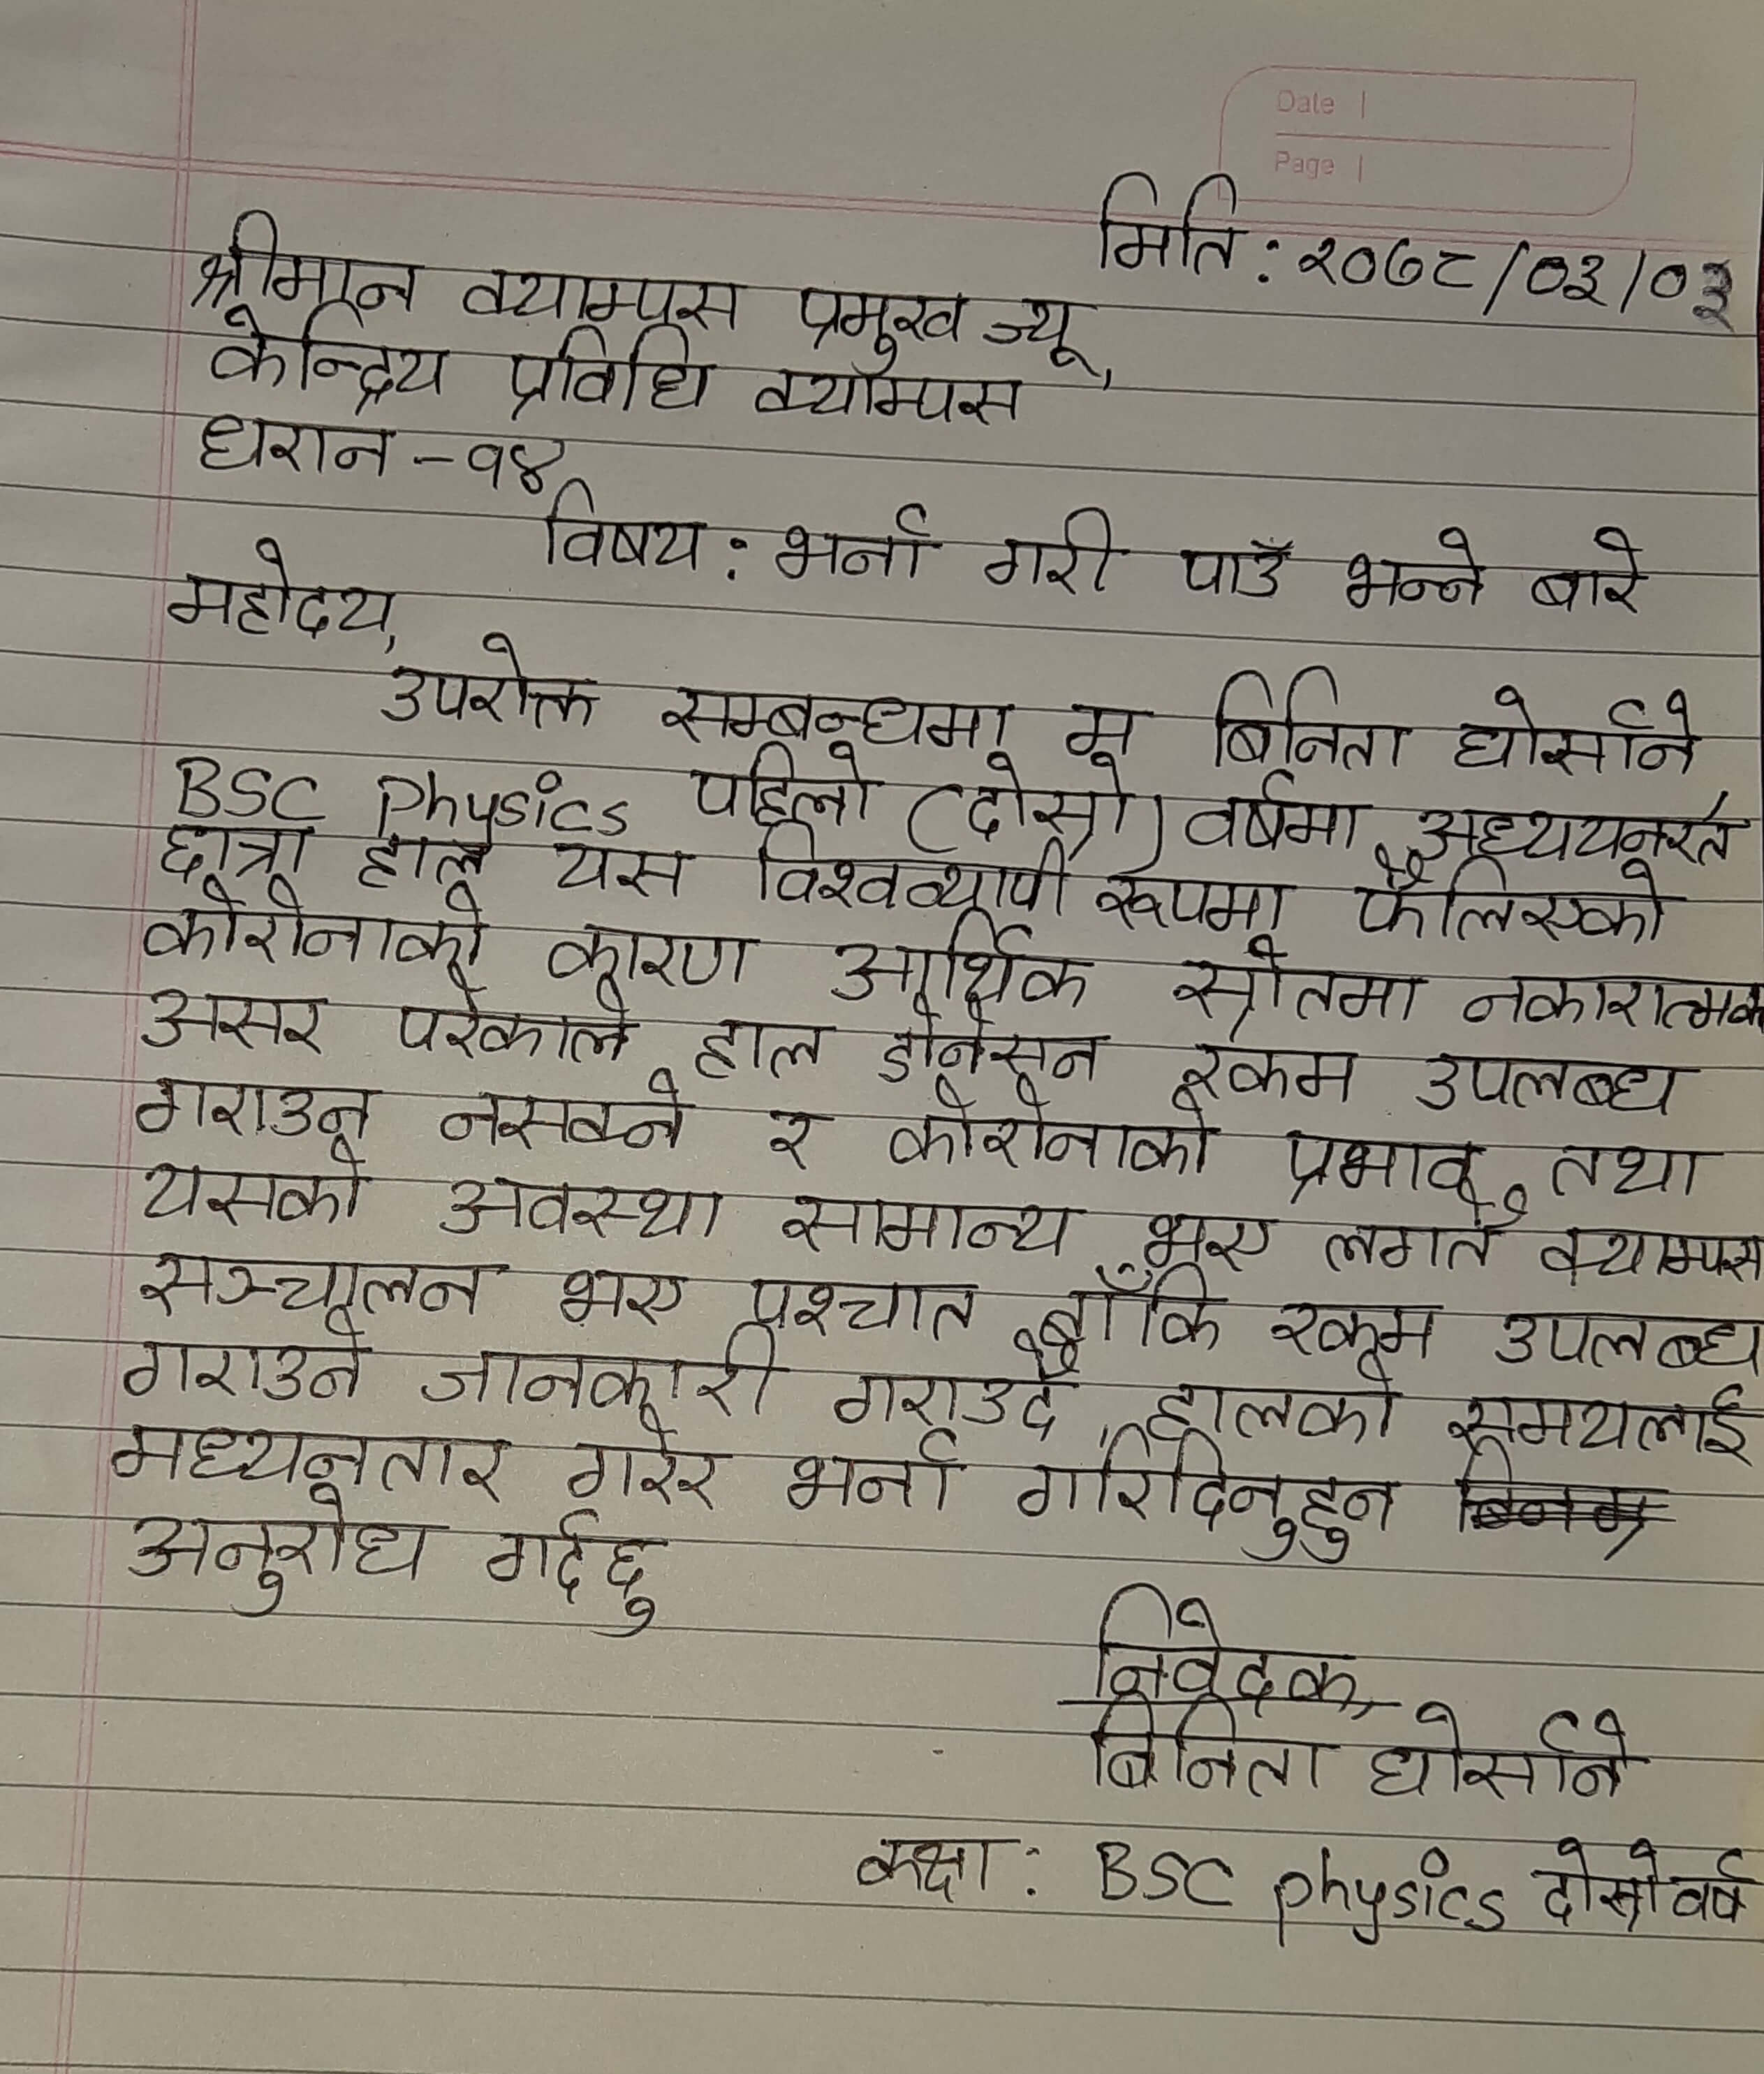 Date
Page
मिति : २०७८/०३/०३
श्रीमान क्याम्पस प्रमुख ज्यू,
केन्द्रिय प्रविधि क्याम्पस
धरान -१४
विषय : भर्ना गरी पाउँ भन्ने बारे
महोदय,
उपरोक्त सम्बन्धमा म बिनिता घोर्साने
BSC Physics पहिलो (दोस्रो) वर्षमा अध्ययनरत
छात्रा हाल यस विश्वव्यापी रूपमा फैलिएको
कोरोनाको कारण आर्थिक स्रोतमा नकारात्मक
असर परेकाले हाल डोनेसन रकम उपलब्ध
गराउन नसक्ने र कोरोनाको प्रभाव तथा
यसको अवस्था सामान्य भए लगतै क्याम्पस
सञ्चालन भए पश्चात बाँकि रकम उपलब्ध
गराउने जानकारी गराउदै, हालको समयलाई
मध्यनतार गरेर भर्ना गरिदिनुहुन
अनुरोध गर्दछु
निवेदक,
बिनिता घोर्साने
कक्षा : BSC physics दोस्रो वर्ष